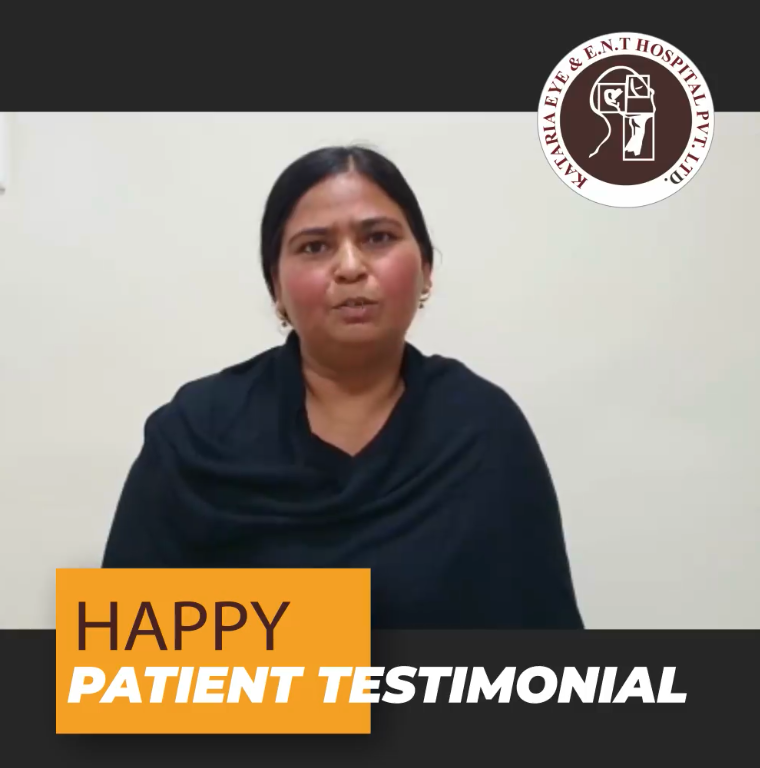 KATARIA EYE & E.N.T HOSPITAL PVT. LTD.
HAPPY
PATIENT TESTIMONIAL